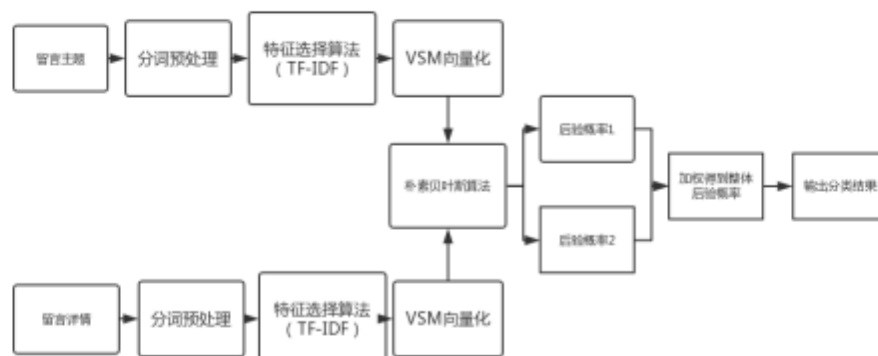 留言主题
分词预处理
特征选择算法
（TF-IDF）
VSM向量化
朴素贝叶斯算法
后验概率1
后验概率2
加权得到整体
后验概率
输出分类结果
留言详情
分词预处理
特征选择算法
（TF-IDF）
VSM向量化